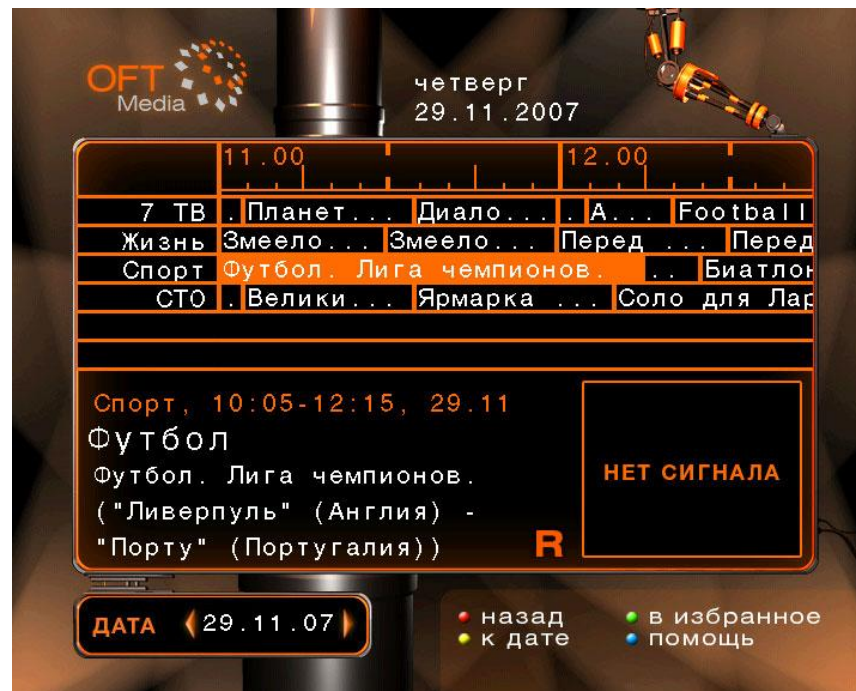 OFT
Media
четверг
29.11.2007
11.00 12.00
7 ТВ . Планет... Диало... . А... Football
Жизнь Змеело... Змеело... Перед ... Перед
Спорт Футбол. Лига чемпионов. .. Биатлон
СТО . Велики... Ярмарка ... Соло для Лар
Спорт, 10:05-12:15, 29.11
Футбол
Футбол. Лига чемпионов.
("Ливерпуль" (Англия) -
"Порту" (Португалия))
R
НЕТ СИГНАЛА
ДАТА 29.11.07
назад в избранное
к дате помощь